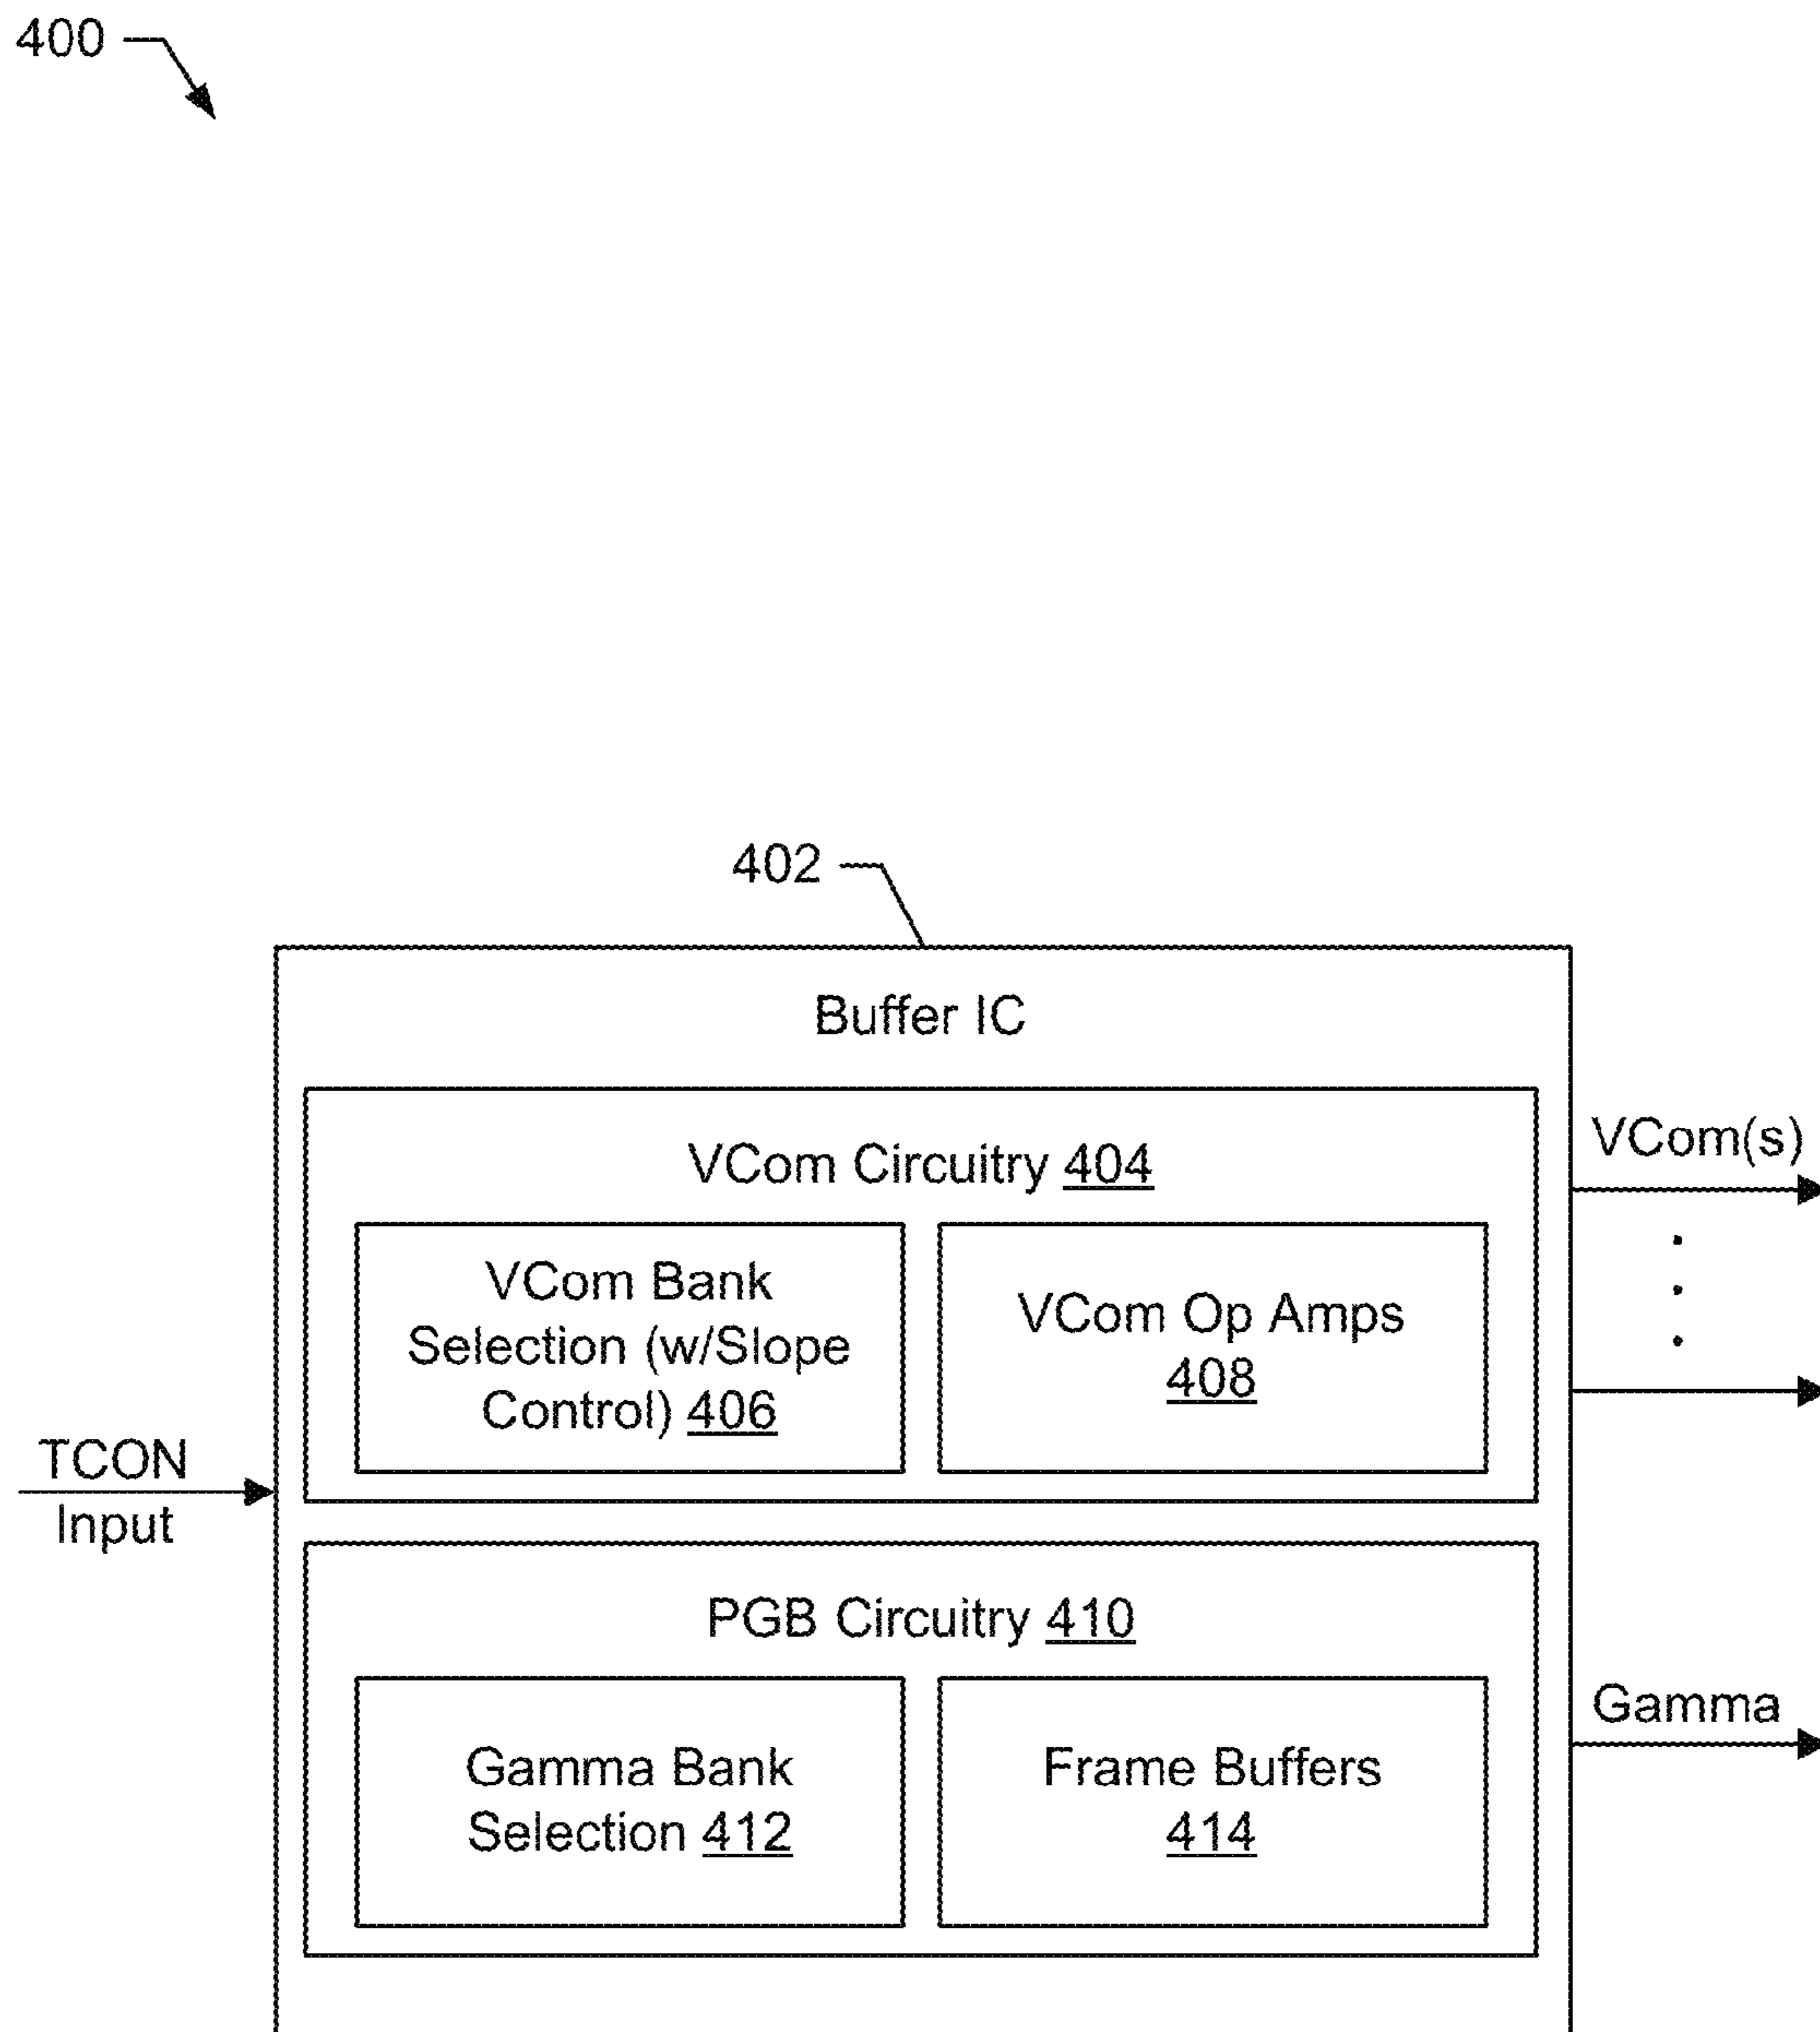 400
402
Buffer IC
VCom Circuitry 404
VCom(s)
VCom Bank
Selection (w/Slope
Control) 406
VCom Op Amps
408
TCON
Input
PGB Circuitry 410
Gamma Bank
Selection 412
Frame Buffers
414
Gamma